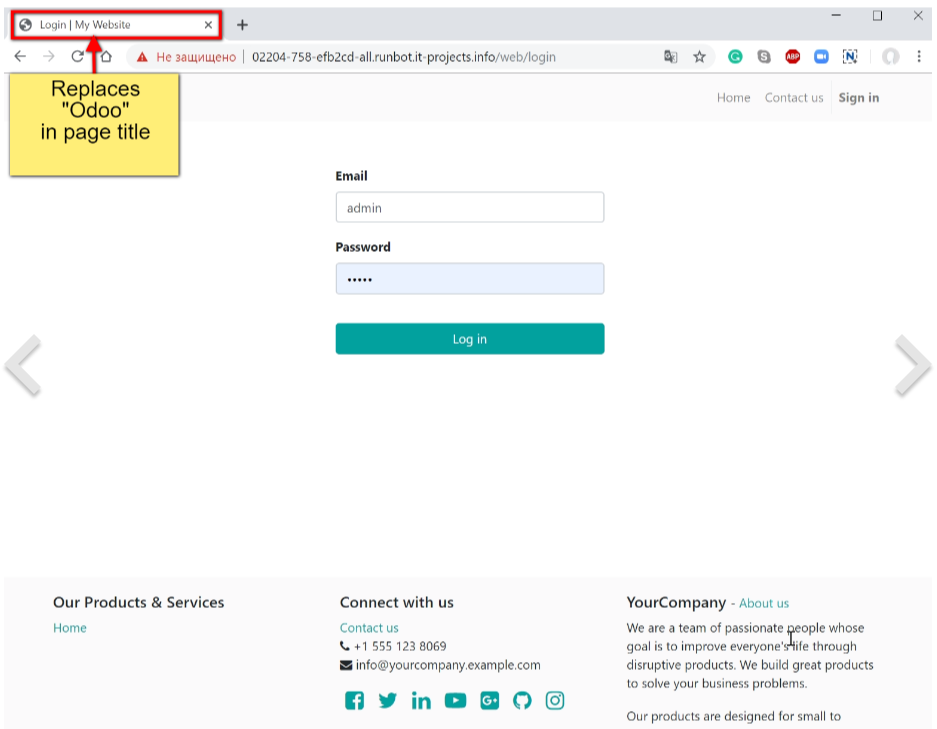 Login | My Website
Не защищено | 02204-758-efb2cd-all.runbot.it-projects.info/web/login
ABP
N
Replaces
"Odoo"
in page title
Home Contact us Sign in
Email
admin
Password
Log in
Our Products & Services
Home
Connect with us
Contact us
+1 555 123 8069
info@yourcompany.example.com
YourCompany - About us
We are a team of passionate people whose
goal is to improve everyone's life through
disruptive products. We build great products
to solve your business problems.
Our products are designed for small to